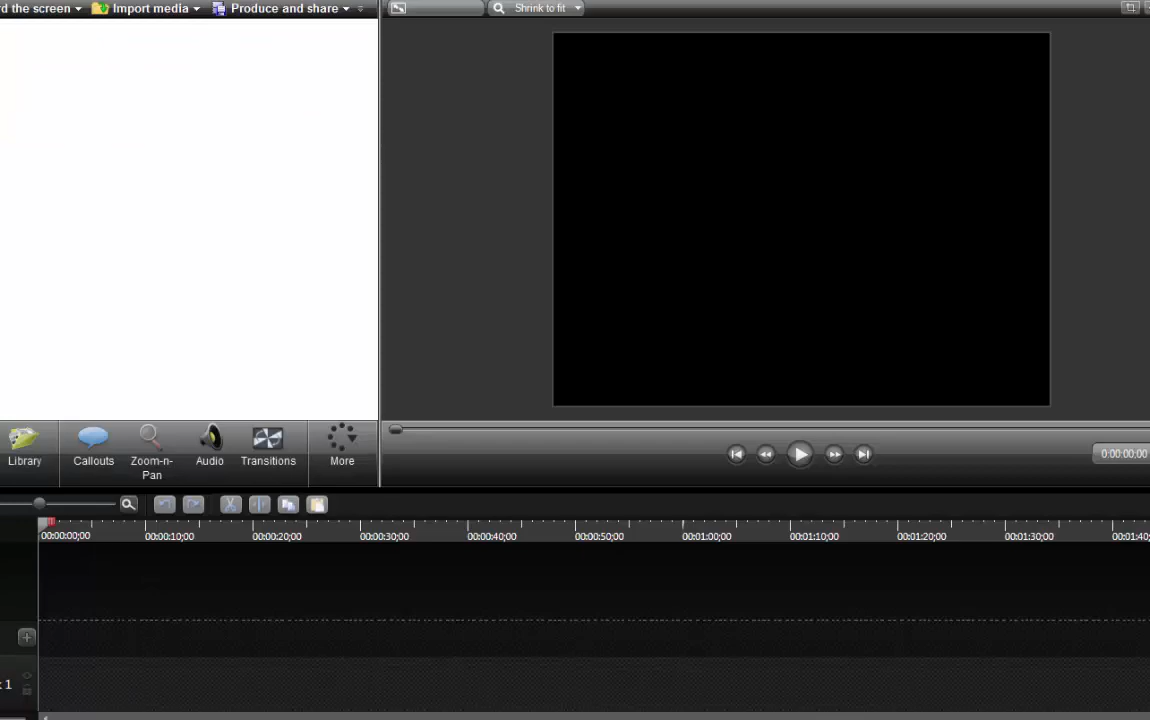 d the screen Import media Produce and share Shrink to fit
Library Callouts Zoom-n-Pan Audio Transitions More
0:00:00;00
00:00:00;00 00:00:10;00 00:00:20;00 00:00:30;00 00:00:40;00 00:00:50;00 00:01:00;00 00:01:10;00 00:01:20;00 00:01:30;00 00:01:40;
1